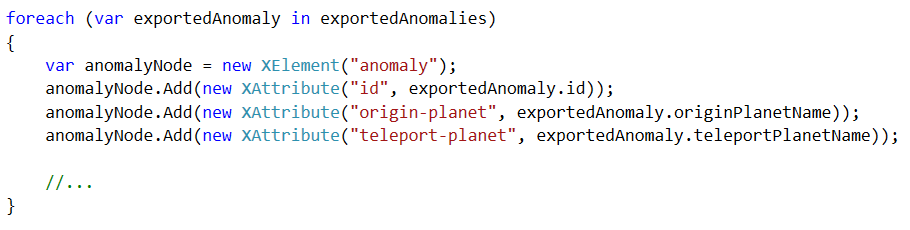 foreach (var exportedAnomaly in exportedAnomalies)
{
    var anomalyNode = new XElement("anomaly");
    anomalyNode.Add(new XAttribute("id", exportedAnomaly.id));
    anomalyNode.Add(new XAttribute("origin-planet", exportedAnomaly.originPlanetName));
    anomalyNode.Add(new XAttribute("teleport-planet", exportedAnomaly.teleportPlanetName));

    //...
}